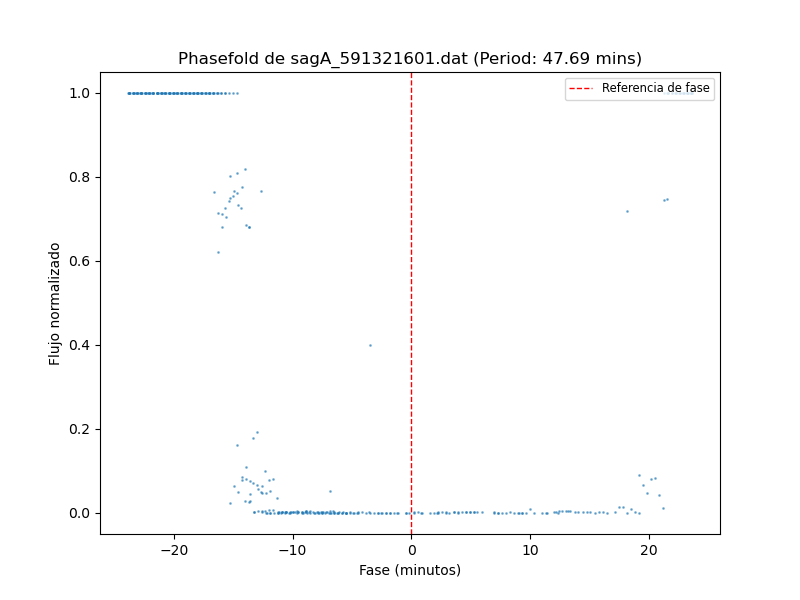 Phasefold de sagA_591321601.dat (Period: 47.69 mins)
Referencia de fase
1.0
0.8
0.6
0.4
0.2
0.0
Flujo normalizado
−20 −10 0 10 20
Fase (minutos)